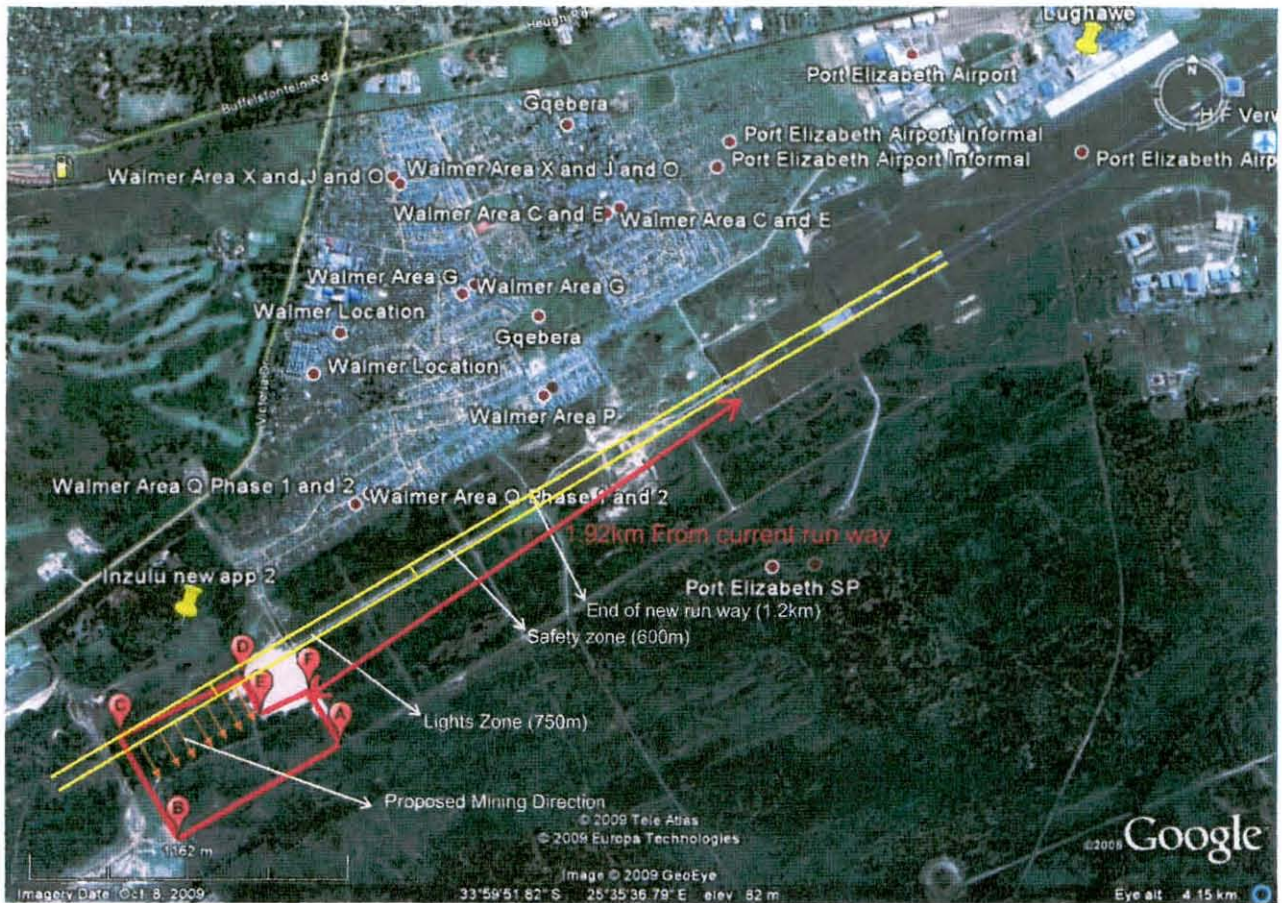 Lughawe
Heugh Rd
Port Elizabeth Airport
Buffelsfontein Rd
N
Gqebera
H F Verw
Port Elizabeth Airport Informal
Port Elizabeth Airport Informal
Port Elizabeth Airp
Walmer Area X and J and O
Walmer Area X and J and O
Walmer Area C and E
Walmer Area C and E
Walmer Area G
Walmer Area G
Walmer Location
Gqebera
Walmer Location
Victoria Dr
Walmer Area P
Walmer Area Q Phase 1 and 2
Walmer Area Q Phase 1 and 2
1.92km From current run way
Inzulu new app 2
Port Elizabeth SP
End of new run way (1.2km)
Safety zone (600m)
D
F
E
C
A
Lights Zone (750m)
B
Proposed Mining Direction
© 2009 Tele Atlas
© 2009 Europa Technologies
1162 m
©2009 Google
Image © 2009 GeoEye
Imagery Date: Oct 8, 2009
33°59'51.82" S 25°35'36.79" E elev 82 m
Eye alt 4.15 km